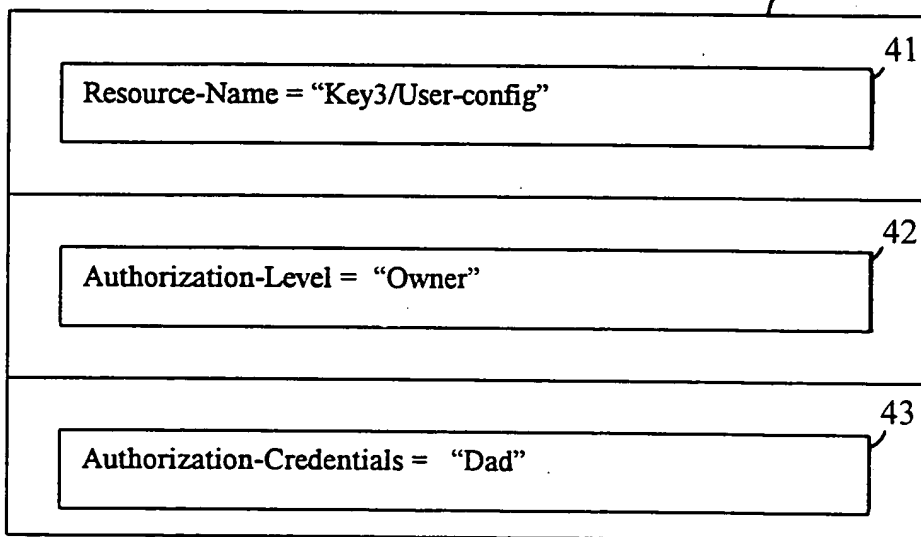 41
Resource-Name = “Key3/User-config”
42
Authorization-Level = “Owner”
43
Authorization-Credentials = “Dad”